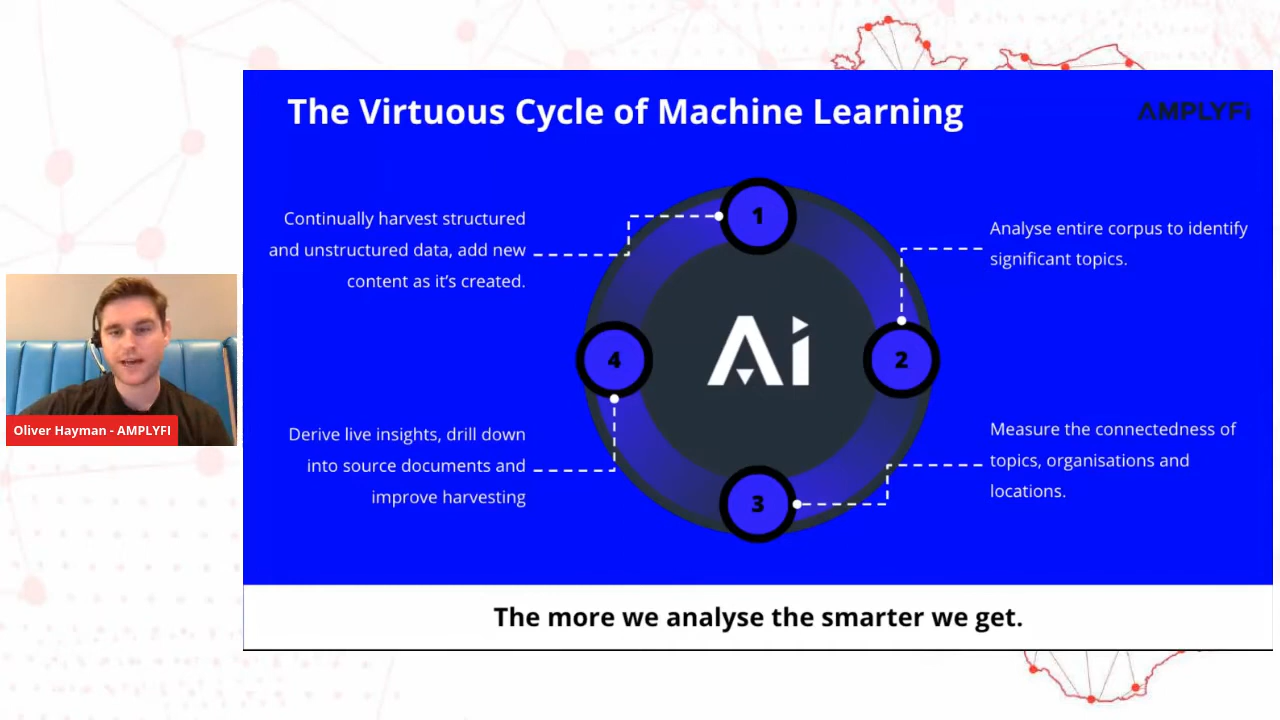 The Virtuous Cycle of Machine Learning
AMPLYFI
Continually harvest structured
and unstructured data, add new
content as it’s created.
1
Analyse entire corpus to identify
significant topics.
4
Ai
2
Oliver Hayman - AMPLYFI
Derive live insights, drill down
into source documents and
improve harvesting
3
Measure the connectedness of
topics, organisations and
locations.
The more we analyse the smarter we get.